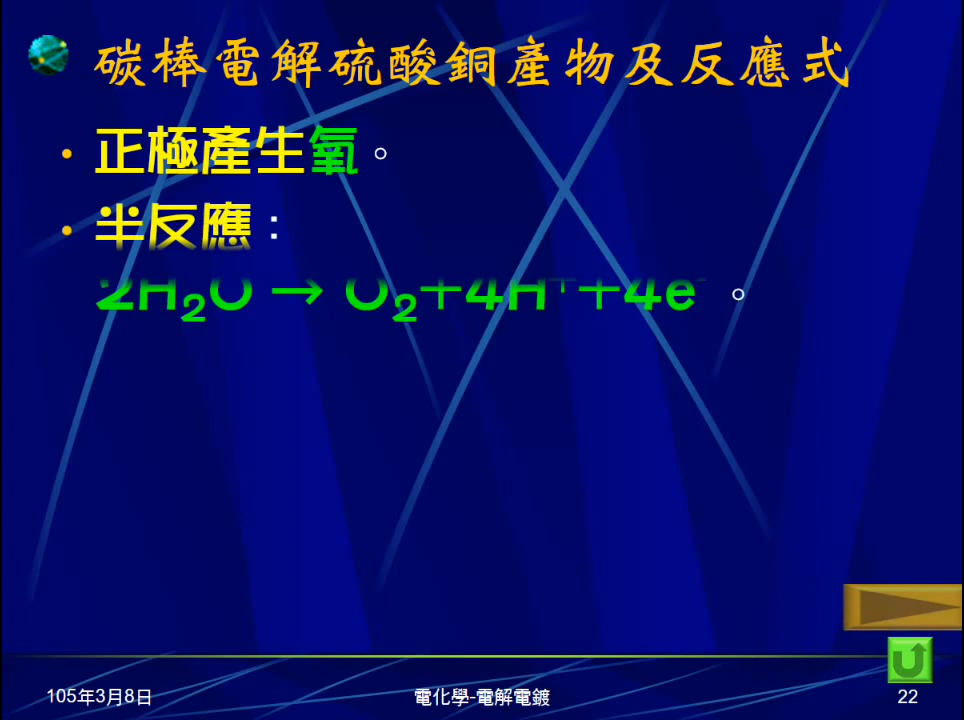 碳棒電解硫酸銅產物及反應式
• 正極產生氧。
• 半反應：
2H₂O → O₂+4H⁺+4e⁻。
105年3月8日
電化學-電解電鍍
22